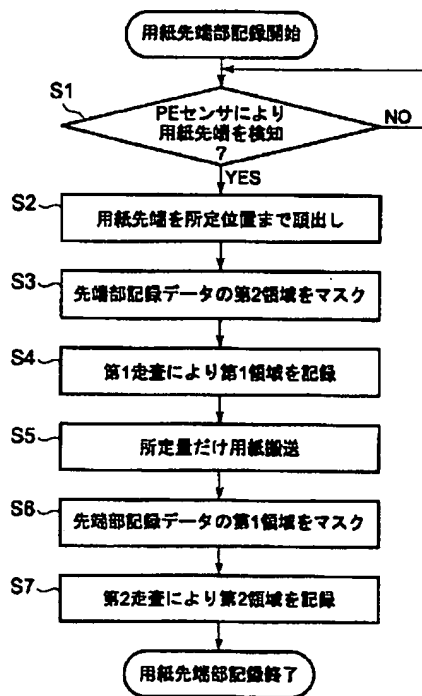 用紙先端部記録開始
S1
PEセンサにより
用紙先端を検知
?
NO
YES
S2
用紙先端を所定位置まで頭出し
S3
先端部記録データの第2領域をマスク
S4
第1走査により第1領域を記録
S5
所定量だけ用紙搬送
S6
先端部記録データの第1領域をマスク
S7
第2走査により第2領域を記録
用紙先端部記録終了